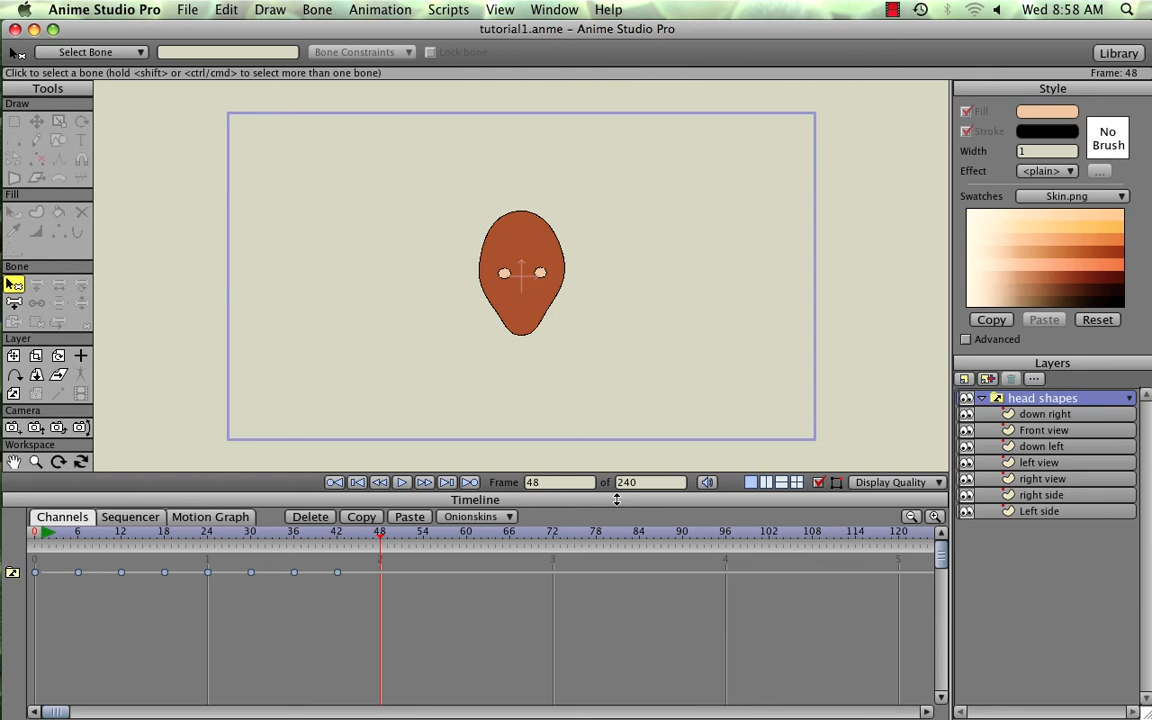 Anime Studio Pro File Edit Draw Bone Animation Scripts View Window Help Wed 8:58 AM
tutorial1.anme – Anime Studio Pro
Select Bone Bone Constraints Lock bone Library
Click to select a bone (hold <shift> or <ctrl/cmd> to select more than one bone) Frame: 48
Tools Style
Draw
Fill
Stroke
No Brush
Width 1
Effect <plain> ...
Fill
Swatches Skin.png
Bone
Copy Paste Reset
Layer
Advanced
Layers
head shapes
down right
Camera
Front view
Workspace
down left
left view
right view
right side
Left side
Frame 48 of 240 Display Quality
Timeline
Channels Sequencer Motion Graph Delete Copy Paste Onionskins
0 6 12 18 24 30 36 42 48 54 60 66 72 78 84 90 96 102 108 114 120
0 1 2 3 4 5